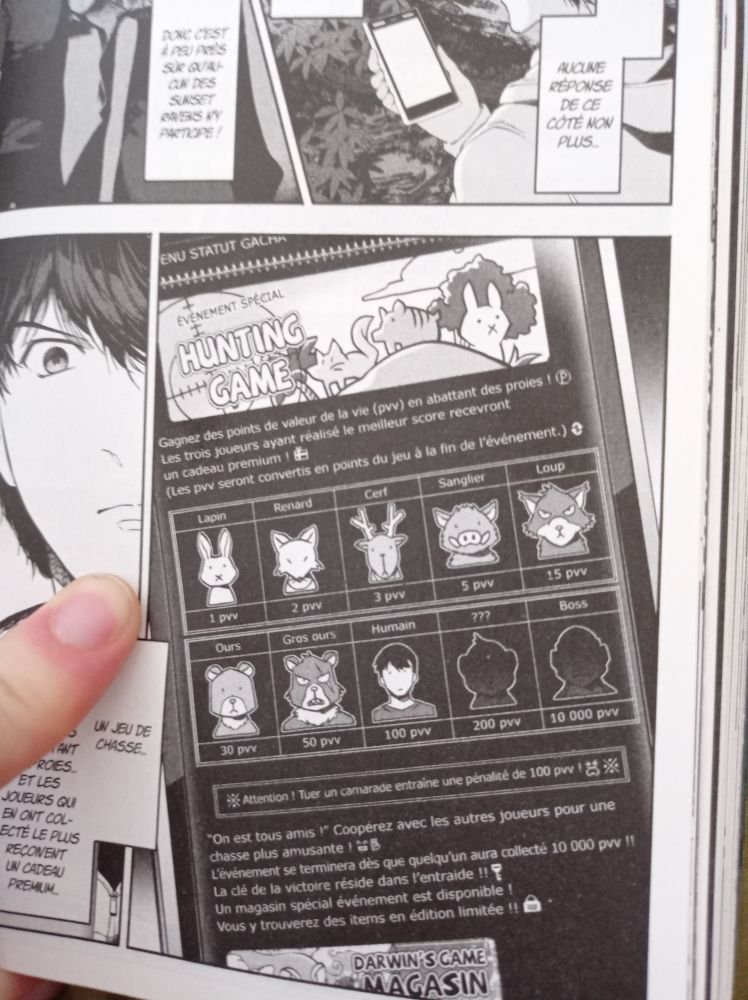 DONC C'EST
À PEU PRÈS
SÛR QU'AU-
CUN DES
SUNSET
RAVENS N'Y
PARTICIPE !
AUCUNE
RÉPONSE
DE CE
CÔTÉ NON
PLUS...
ENU STATUT GACHA
ÉVÉNEMENT SPÉCIAL
HUNTING
GAME
Gagnez des points de valeur de la vie (pvv) en abattant des proies ! Ⓟ
Les trois joueurs ayant réalisé le meilleur score recevront
un cadeau premium !
(Les pvv seront convertis en points du jeu à la fin de l'événement.)
Lapin Renard Cerf Sanglier Loup
1 pvv 2 pvv 3 pvv 5 pvv 15 pvv
Ours Gros ours Humain ??? Boss
30 pvv 50 pvv 100 pvv 200 pvv 10 000 pvv
※Attention ! Tuer un camarade entraîne une pénalité de 100 pvv ! ※
"On est tous amis !" Coopérez avec les autres joueurs pour une
chasse plus amusante !
L'événement se terminera dès que quelqu'un aura collecté 10 000 pvv !!
La clé de la victoire réside dans l'entraide !!
Un magasin spécial événement est disponible !
Vous y trouverez des items en édition limitée !!
DARWIN'S GAME
MAGASIN
UN JEU DE
CHASSE...
ANT
ROIES...
ET LES
JOUEURS QUI
EN ONT COL-
ECTÉ LE PLUS
REÇOIVENT
UN CADEAU
PREMIUM...